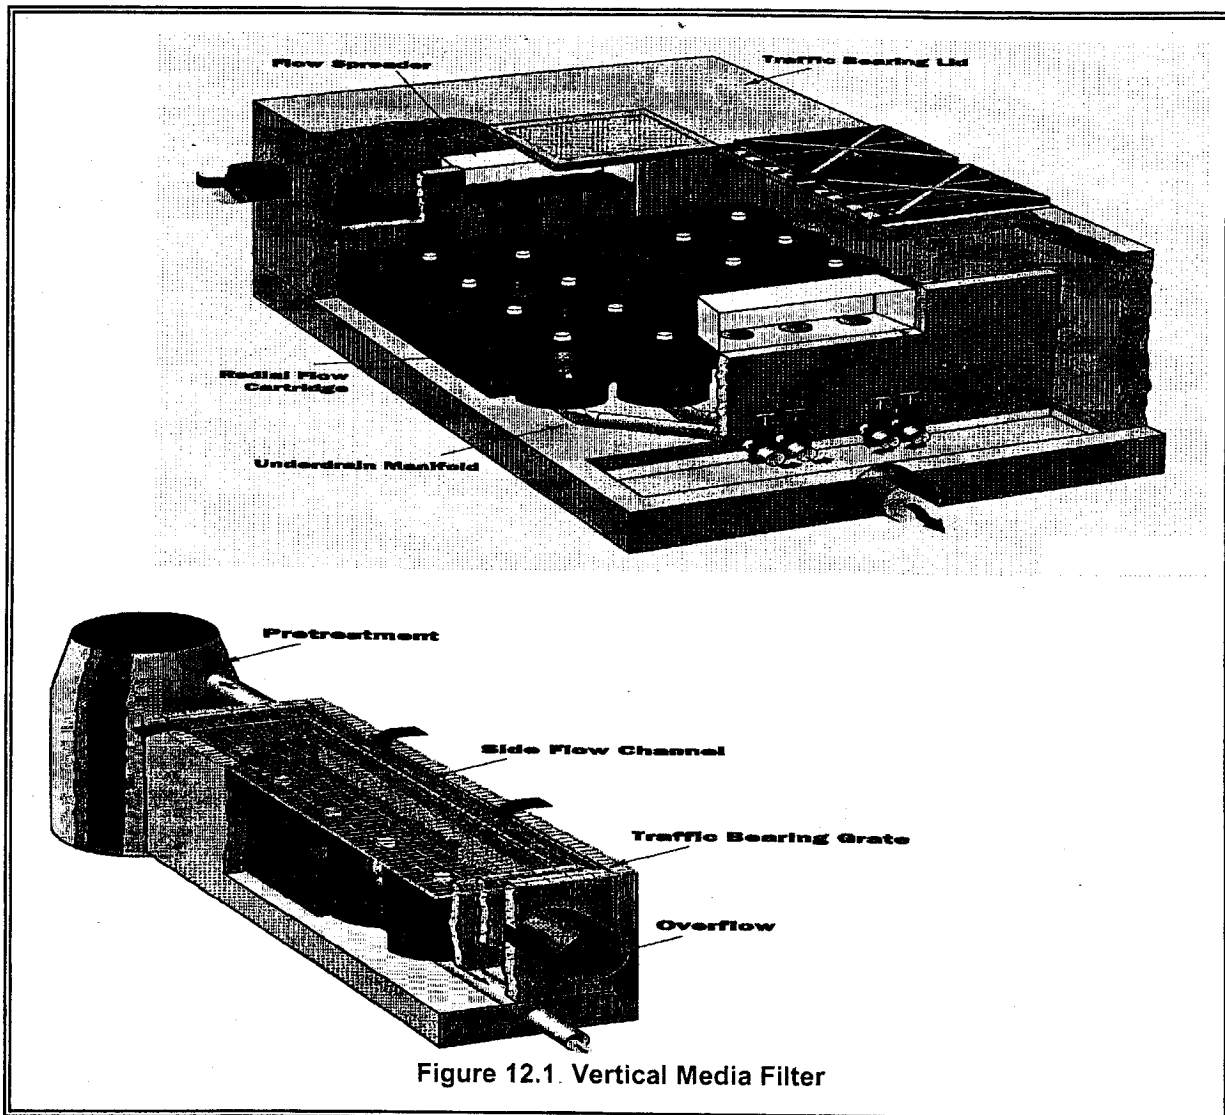 Flow Spreader
Traffic Bearing Lid
Radial Flow
Cartridge
Underdrain Manifold
Pretreatment
Side Flow Channel
Traffic Bearing Grate
Overflow
Figure 12.1. Vertical Media Filter